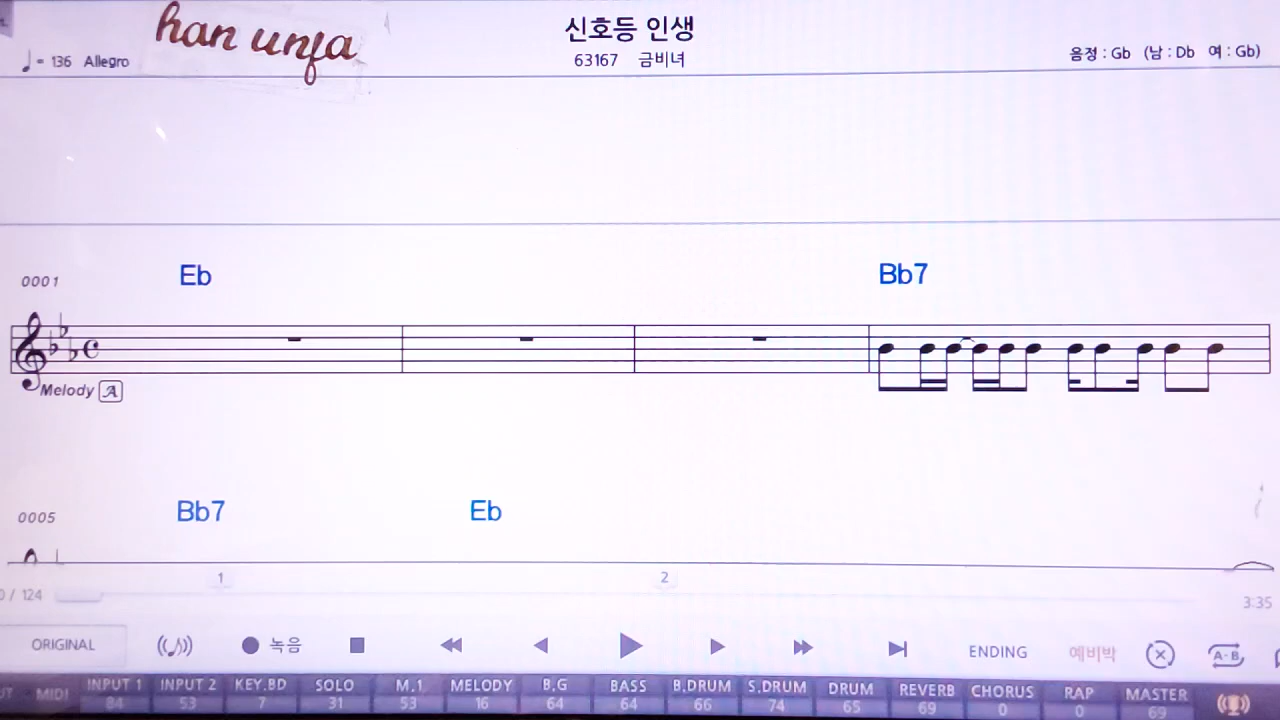 han unfa
신호등 인생
♩= 136 Allegro
63167 금비녀
음정 : Gb (남 : Db 여 : Gb)
0001 Eb Bb7
Melody A
0005 Bb7 Eb
1 2
/ 124
3:35
ORIGINAL 녹음 ENDING 예비박 A-B
MIDI INPUT 1 INPUT 2 KEY.BD SOLO M.1 MELODY B.G BASS B.DRUM S.DRUM DRUM REVERB CHORUS RAP MASTER
84 53 7 31 53 16 64 64 66 74 65 69 0 0 69